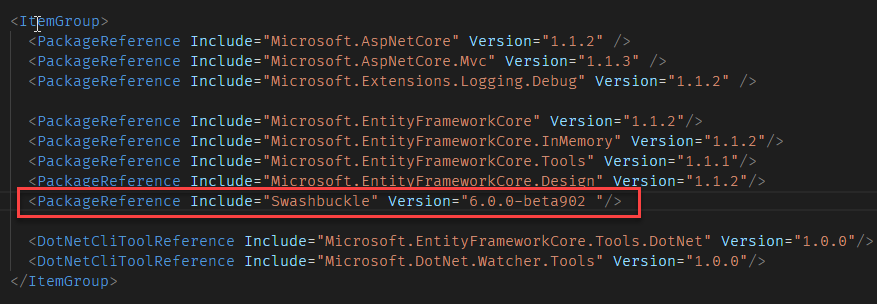 <ItemGroup>
<PackageReference Include="Microsoft.AspNetCore" Version="1.1.2" />
<PackageReference Include="Microsoft.AspNetCore.Mvc" Version="1.1.3" />
<PackageReference Include="Microsoft.Extensions.Logging.Debug" Version="1.1.2" />
<PackageReference Include="Microsoft.EntityFrameworkCore" Version="1.1.2"/>
<PackageReference Include="Microsoft.EntityFrameworkCore.InMemory" Version="1.1.2"/>
<PackageReference Include="Microsoft.EntityFrameworkCore.Tools" Version="1.1.1"/>
<PackageReference Include="Microsoft.EntityFrameworkCore.Design" Version="1.1.2"/>
<PackageReference Include="Swashbuckle" Version="6.0.0-beta902 "/>
<DotNetCliToolReference Include="Microsoft.EntityFrameworkCore.Tools.DotNet" Version="1.0.0"/>
<DotNetCliToolReference Include="Microsoft.DotNet.Watcher.Tools" Version="1.0.0"/>
</ItemGroup>